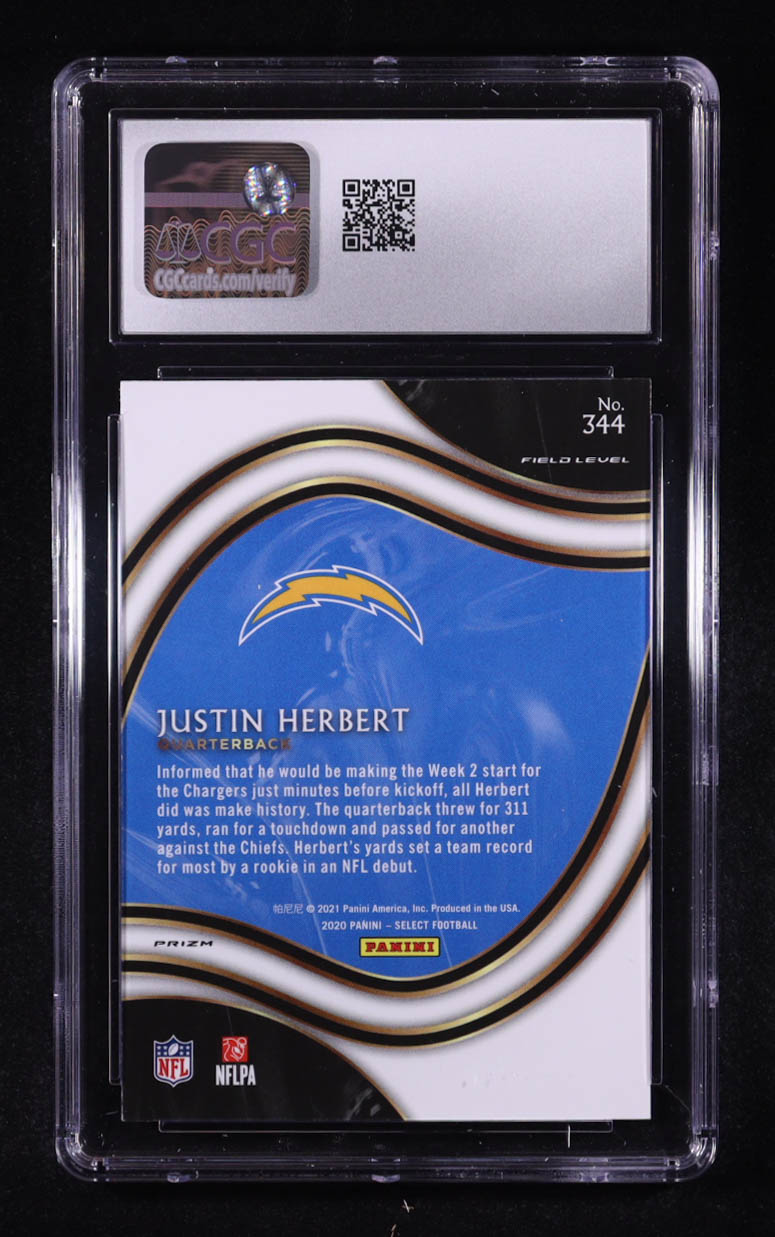 CGC
CGCcards.com/verify
No.
344
FIELD LEVEL
JUSTIN HERBERT
QUARTERBACK
Informed that he would be making the Week 2 start for
the Chargers just minutes before kickoff, all Herbert
did was make history. The quarterback threw for 311
yards, ran for a touchdown and passed for another
against the Chiefs. Herbert's yards set a team record
for most by a rookie in an NFL debut.
帕尼尼 © 2021 Panini America, Inc. Produced in the USA.
2020 PANINI – SELECT FOOTBALL
PANINI
PRIZM
NFL
NFLPA